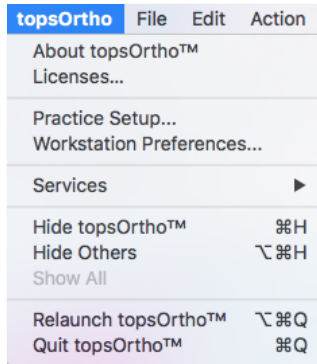 topsOrtho File Edit Action
About topsOrtho™
Licenses...
Practice Setup...
Workstation Preferences...
Services ▶
Hide topsOrtho™ ⌘H
Hide Others ⌥⌘H
Show All
Relaunch topsOrtho™ ⌥⌘Q
Quit topsOrtho™ ⌘Q